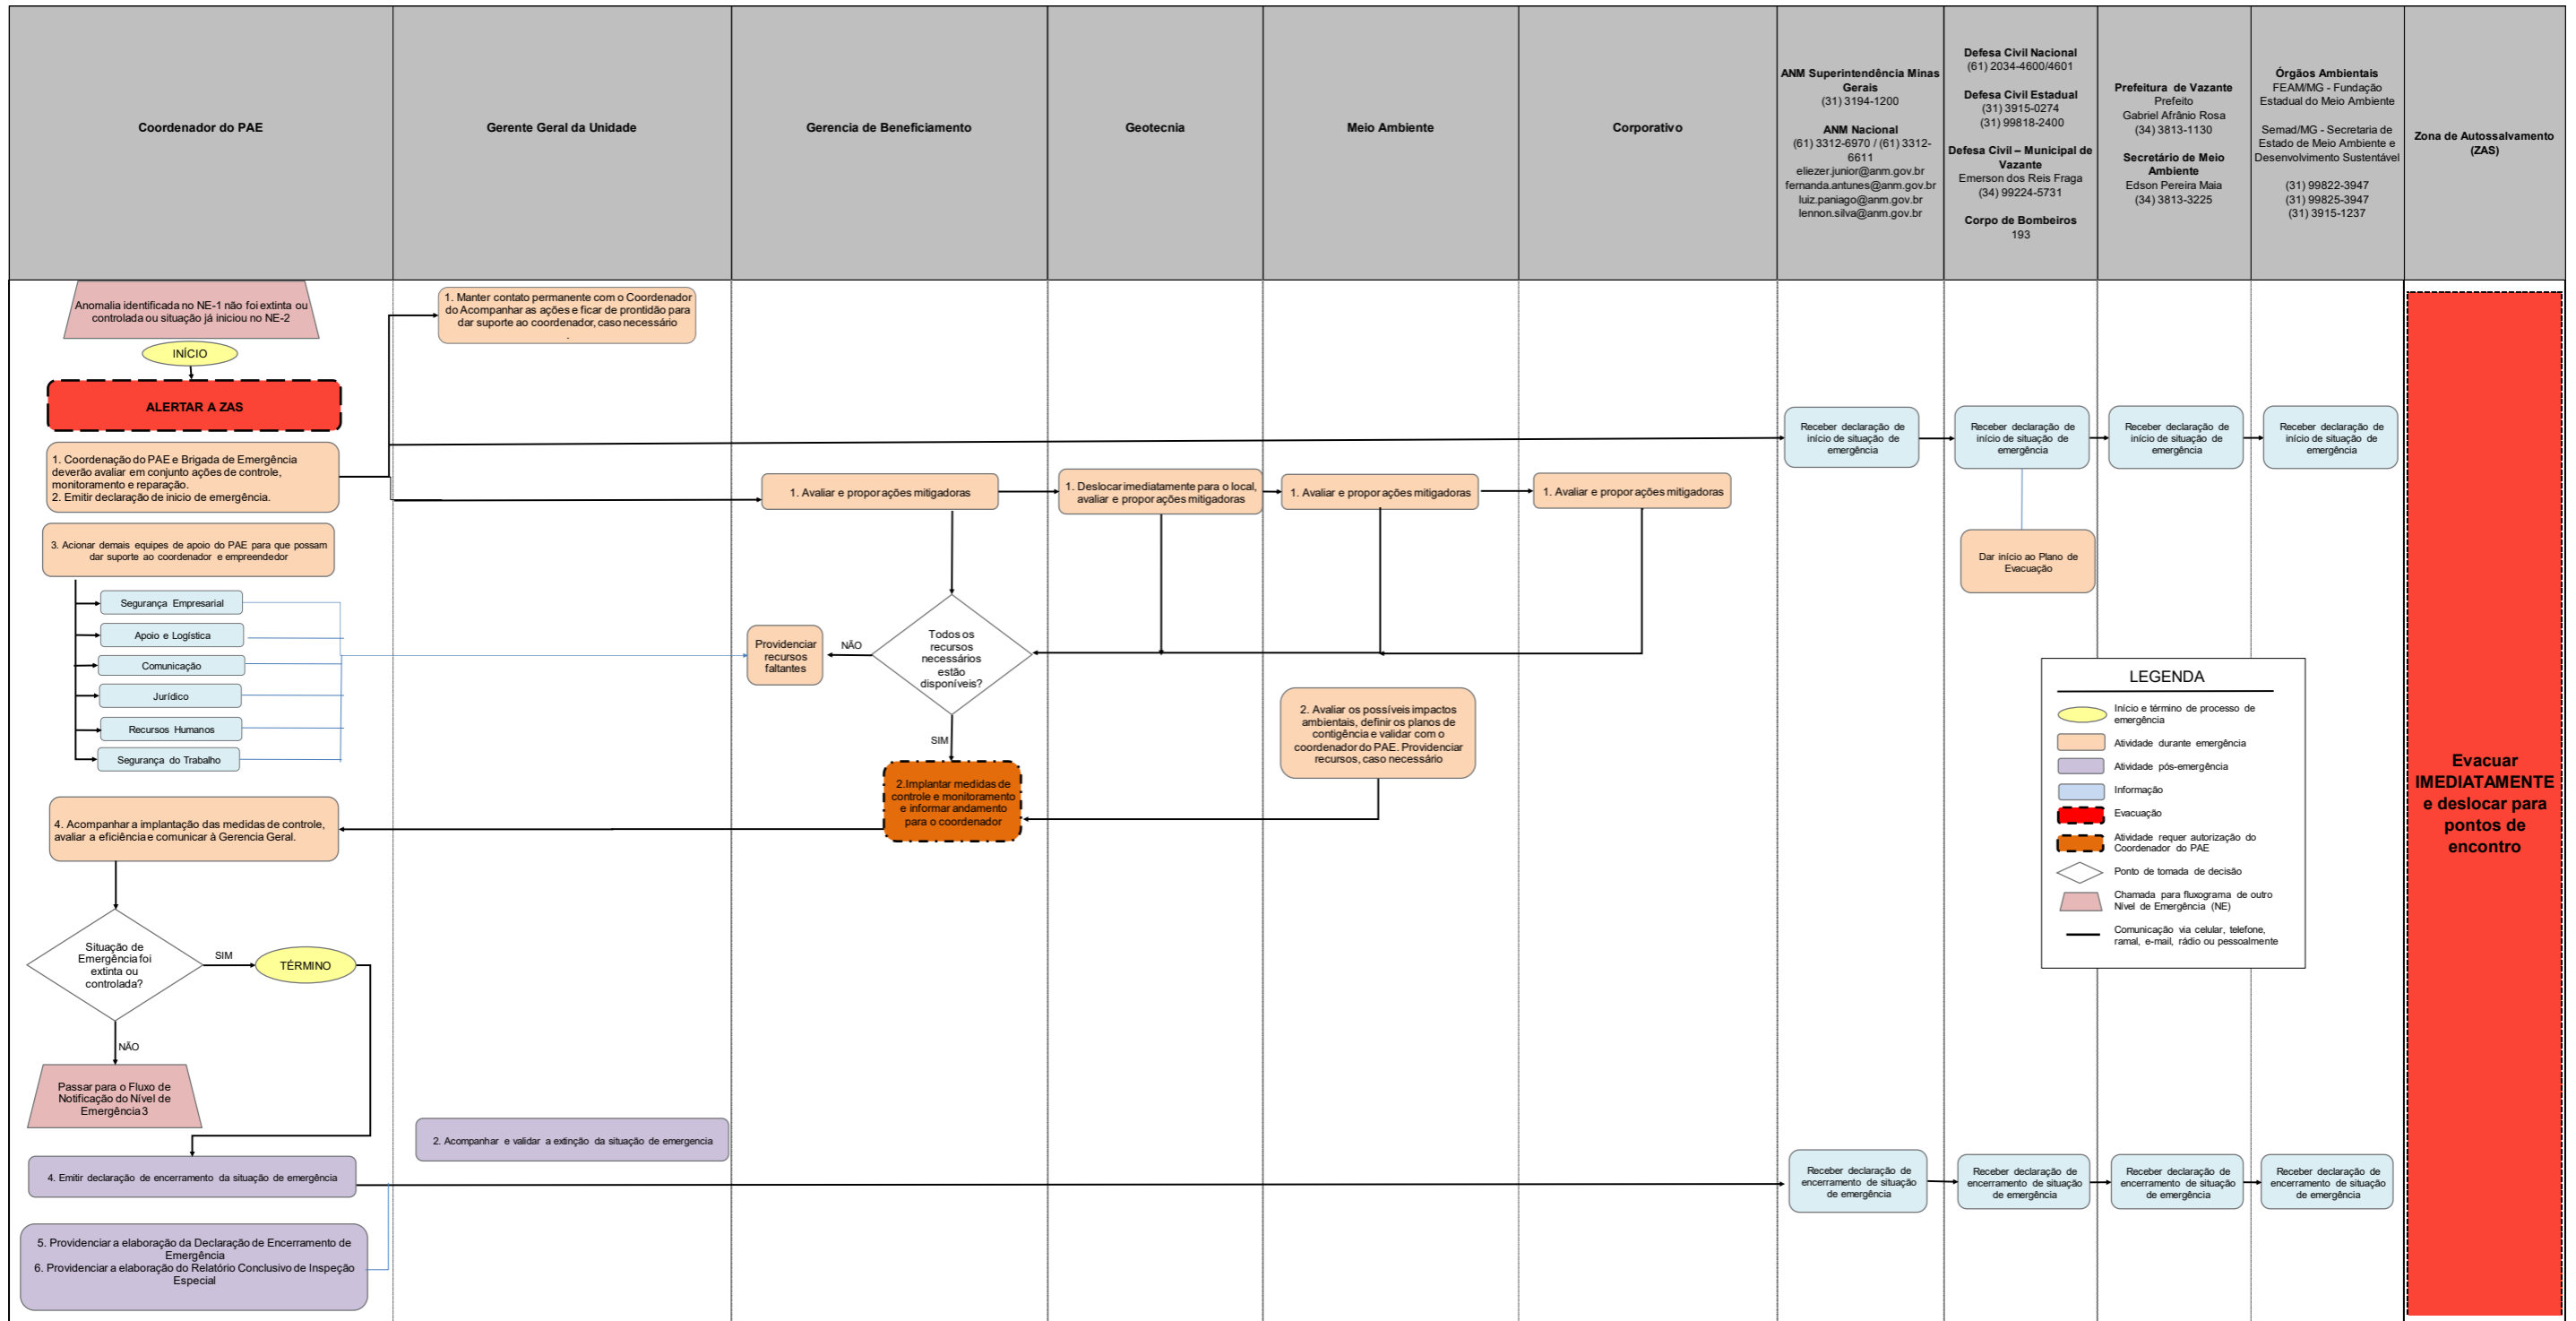 Coordenador do PAE
Gerente Geral da Unidade
Gerencia de Beneficiamento
Geotecnia
Meio Ambiente
Corporativo
ANM Superintendência Minas
Gerais
(31) 3194-1200
ANM Nacional
(61) 3312-6970 / (61) 3312-
6611
eliezer.junior@anm.gov.br
fernanda.antunes@anm.gov.br
luiz.paniago@anm.gov.br
lennon.silva@anm.gov.br
Defesa Civil Nacional
(61) 2034-4600/4601
Defesa Civil Estadual
(31) 3915-0274
(31) 99818-2400
Defesa Civil – Municipal de
Vazante
Emerson dos Reis Fraga
(34) 99224-5731
Corpo de Bombeiros
193
Prefeitura de Vazante
Prefeito
Gabriel Afrânio Rosa
(34) 3813-1130
Secretário de Meio
Ambiente
Edson Pereira Maia
(34) 3813-3225
Órgãos Ambientais
FEAM/MG - Fundação
Estadual do Meio Ambiente
Semad/MG - Secretaria de
Estado de Meio Ambiente e
Desenvolvimento Sustentável
(31) 99822-3947
(31) 99825-3947
(31) 3915-1237
Zona de Autossalvamento
(ZAS)
Anomalia identificada no NE-1 não foi extinta ou
controlada ou situação já iniciou no NE-2
INÍCIO
ALERTAR A ZAS
1. Coordenação do PAE e Brigada de Emergência
deverão avaliar em conjunto ações de controle,
monitoramento e reparação.
2. Emitir declaração de inicio de emergência.
3. Acionar demais equipes de apoio do PAE para que possam
dar suporte ao coordenador e empreendedor
Segurança Empresarial
Apoio e Logística
Comunicação
Jurídico
Recursos Humanos
Segurança do Trabalho
4. Acompanhar a implantação das medidas de controle,
avaliar a eficiência e comunicar à Gerencia Geral.
Situação de
Emergência foi
extinta ou
controlada?
SIM
TÉRMINO
NÃO
Passar para o Fluxo de
Notificação do Nível de
Emergência 3
4. Emitir declaração de encerramento da situação de emergência
5. Providenciar a elaboração da Declaração de Encerramento de
Emergência
6. Providenciar a elaboração do Relatório Conclusivo de Inspeção
Especial
1. Manter contato permanente com o Coordenador
do Acompanhar as ações e ficar de prontidão para
dar suporte ao coordenador, caso necessário
.
2. Acompanhar e validar a extinção da situação de emergencia
1. Avaliar e propor ações mitigadoras
Todos os
recursos
necessários
estão
disponíveis?
NÃO
Providenciar
recursos
faltantes
SIM
2.Implantar medidas de
controle e monitoramento
e informar andamento
para o coordenador
1. Deslocar imediatamente para o local,
avaliar e propor ações mitigadoras
1. Avaliar e propor ações mitigadoras
2. Avaliar os possíveis impactos
ambientais, definir os planos de
contigência e validar com o
coordenador do PAE. Providenciar
recursos, caso necessário
1. Avaliar e propor ações mitigadoras
Receber declaração de
início de situação de
emergência
Receber declaração de
início de situação de
emergência
Receber declaração de
início de situação de
emergência
Receber declaração de
início de situação de
emergência
Dar início ao Plano de
Evacuação
LEGENDA
Início e término de processo de
emergência
Atividade durante emergência
Atividade pós-emergência
Informação
Evacuação
Atividade requer autorização do
Coordenador do PAE
Ponto de tomada de decisão
Chamada para fluxograma de outro
Nível de Emergência (NE)
Comunicação via celular, telefone,
ramal, e-mail, rádio ou pessoalmente
Receber declaração de
encerramento de situação
de emergência
Receber declaração de
encerramento de situação
de emergência
Receber declaração de
encerramento de situação
de emergência
Receber declaração de
encerramento de situação
de emergência
Evacuar
IMEDIATAMENTE
e deslocar para
pontos de
encontro